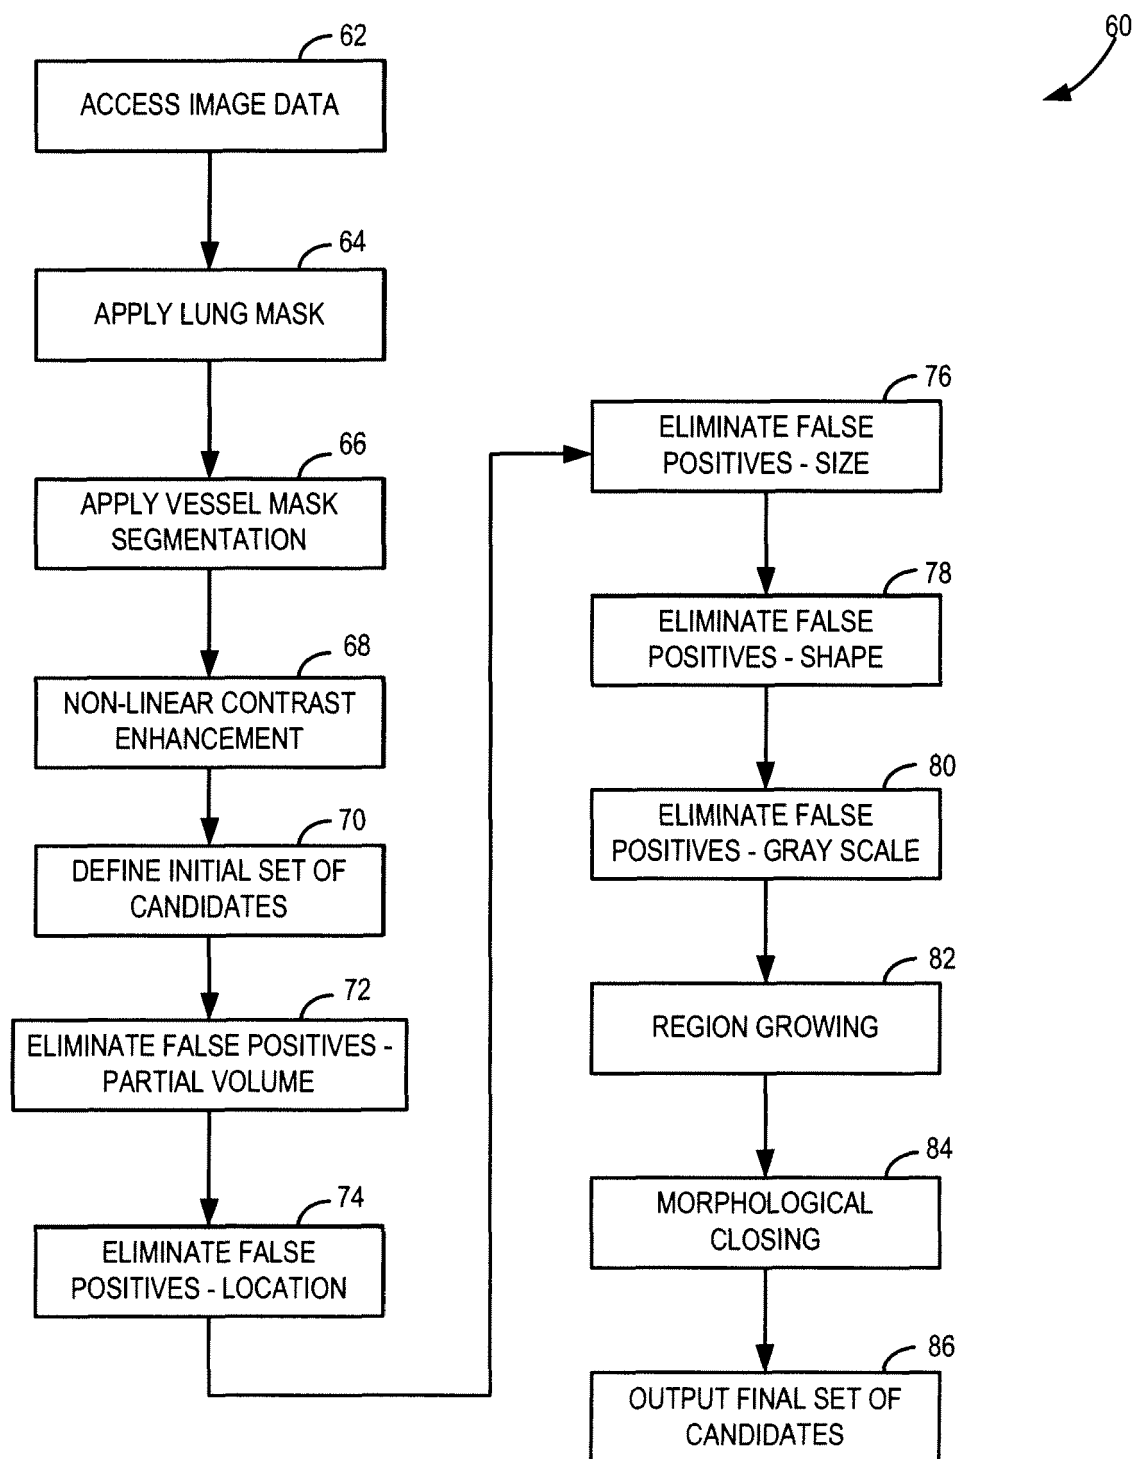 60
62
ACCESS IMAGE DATA
64
APPLY LUNG MASK
66
APPLY VESSEL MASK
SEGMENTATION
68
NON-LINEAR CONTRAST
ENHANCEMENT
70
DEFINE INITIAL SET OF
CANDIDATES
72
ELIMINATE FALSE POSITIVES -
PARTIAL VOLUME
74
ELIMINATE FALSE
POSITIVES - LOCATION
76
ELIMINATE FALSE
POSITIVES - SIZE
78
ELIMINATE FALSE
POSITIVES - SHAPE
80
ELIMINATE FALSE
POSITIVES - GRAY SCALE
82
REGION GROWING
84
MORPHOLOGICAL
CLOSING
86
OUTPUT FINAL SET OF
CANDIDATES